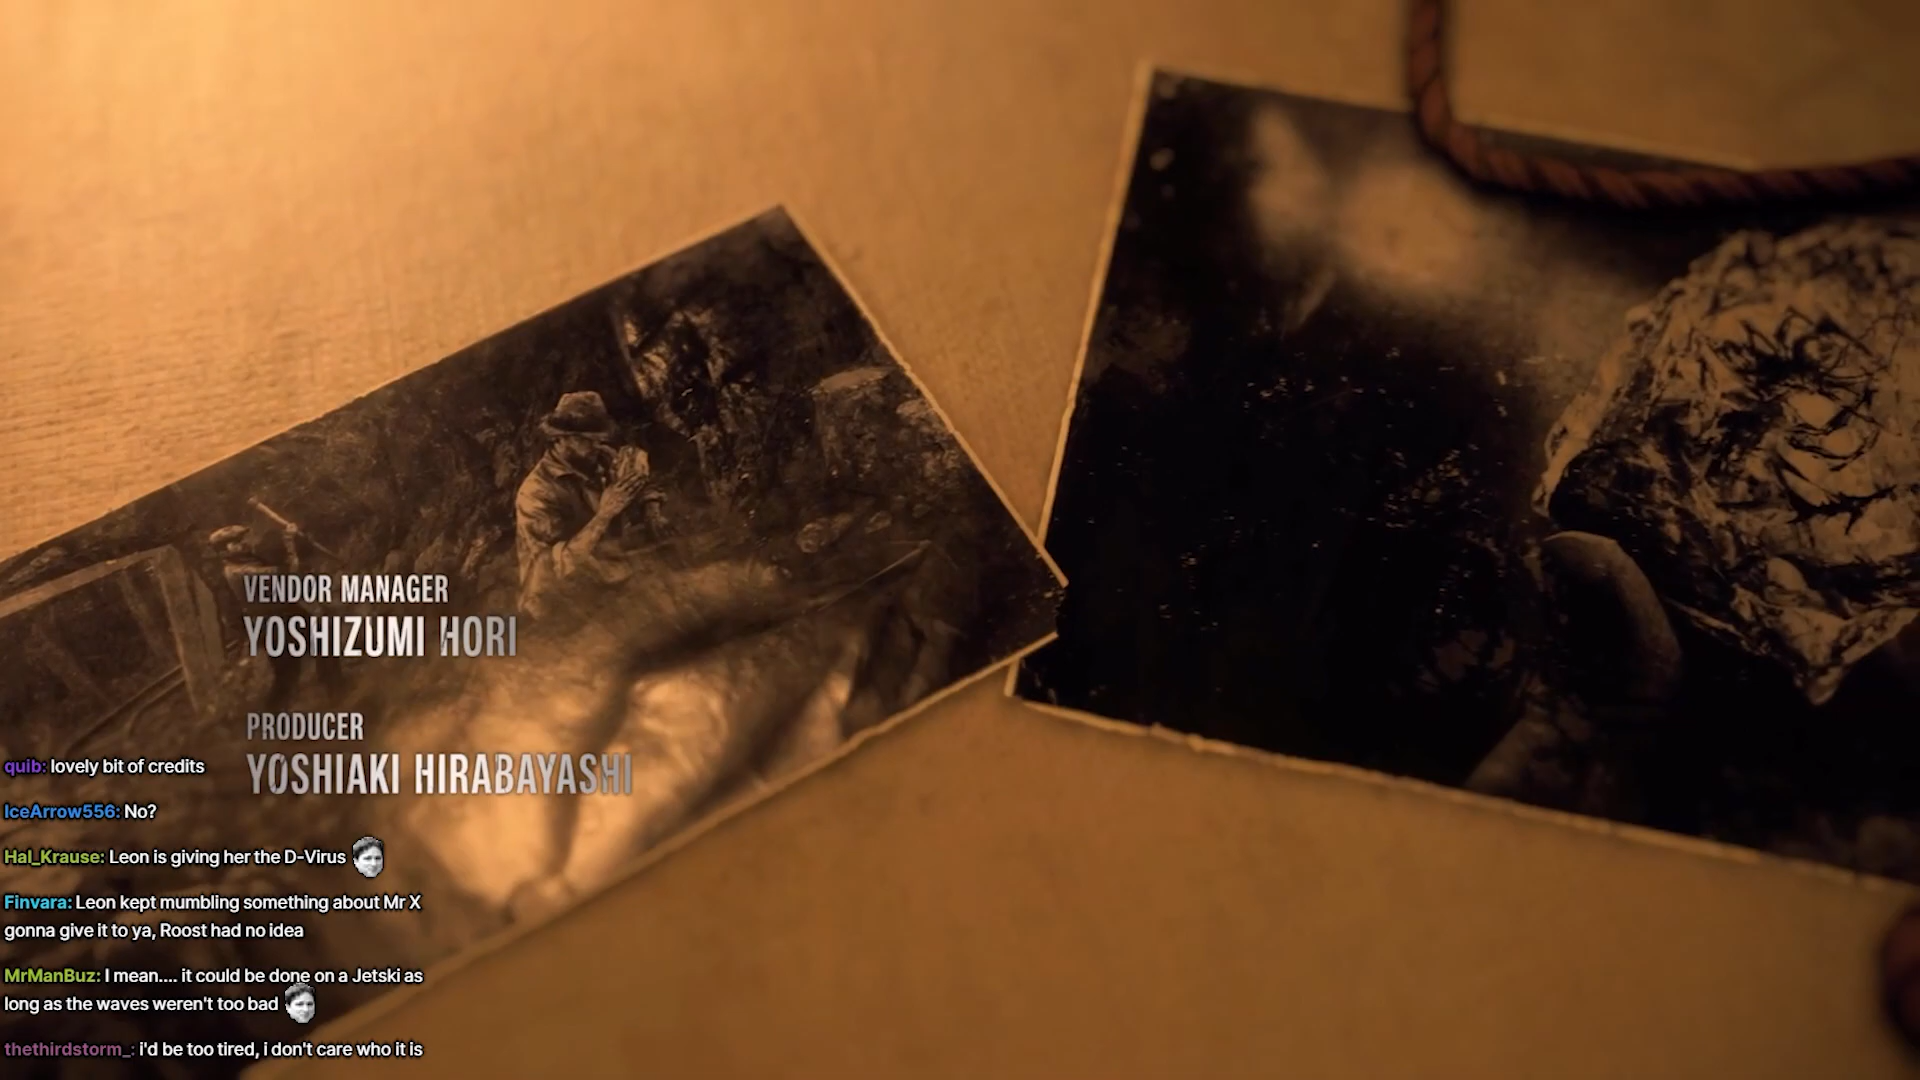 VENDOR MANAGER
YOSHIZUMI HORI
PRODUCER
YOSHIAKI HIRABAYASHI
quib: lovely bit of credits
IceArrow556: No?
Hal_Krause: Leon is giving her the D-Virus
Finvara: Leon kept mumbling something about Mr X
gonna give it to ya, Roost had no idea
MrManBuz: I mean.... it could be done on a Jetski as
long as the waves weren't too bad
thethirdstorm_: i'd be too tired, i don't care who it is